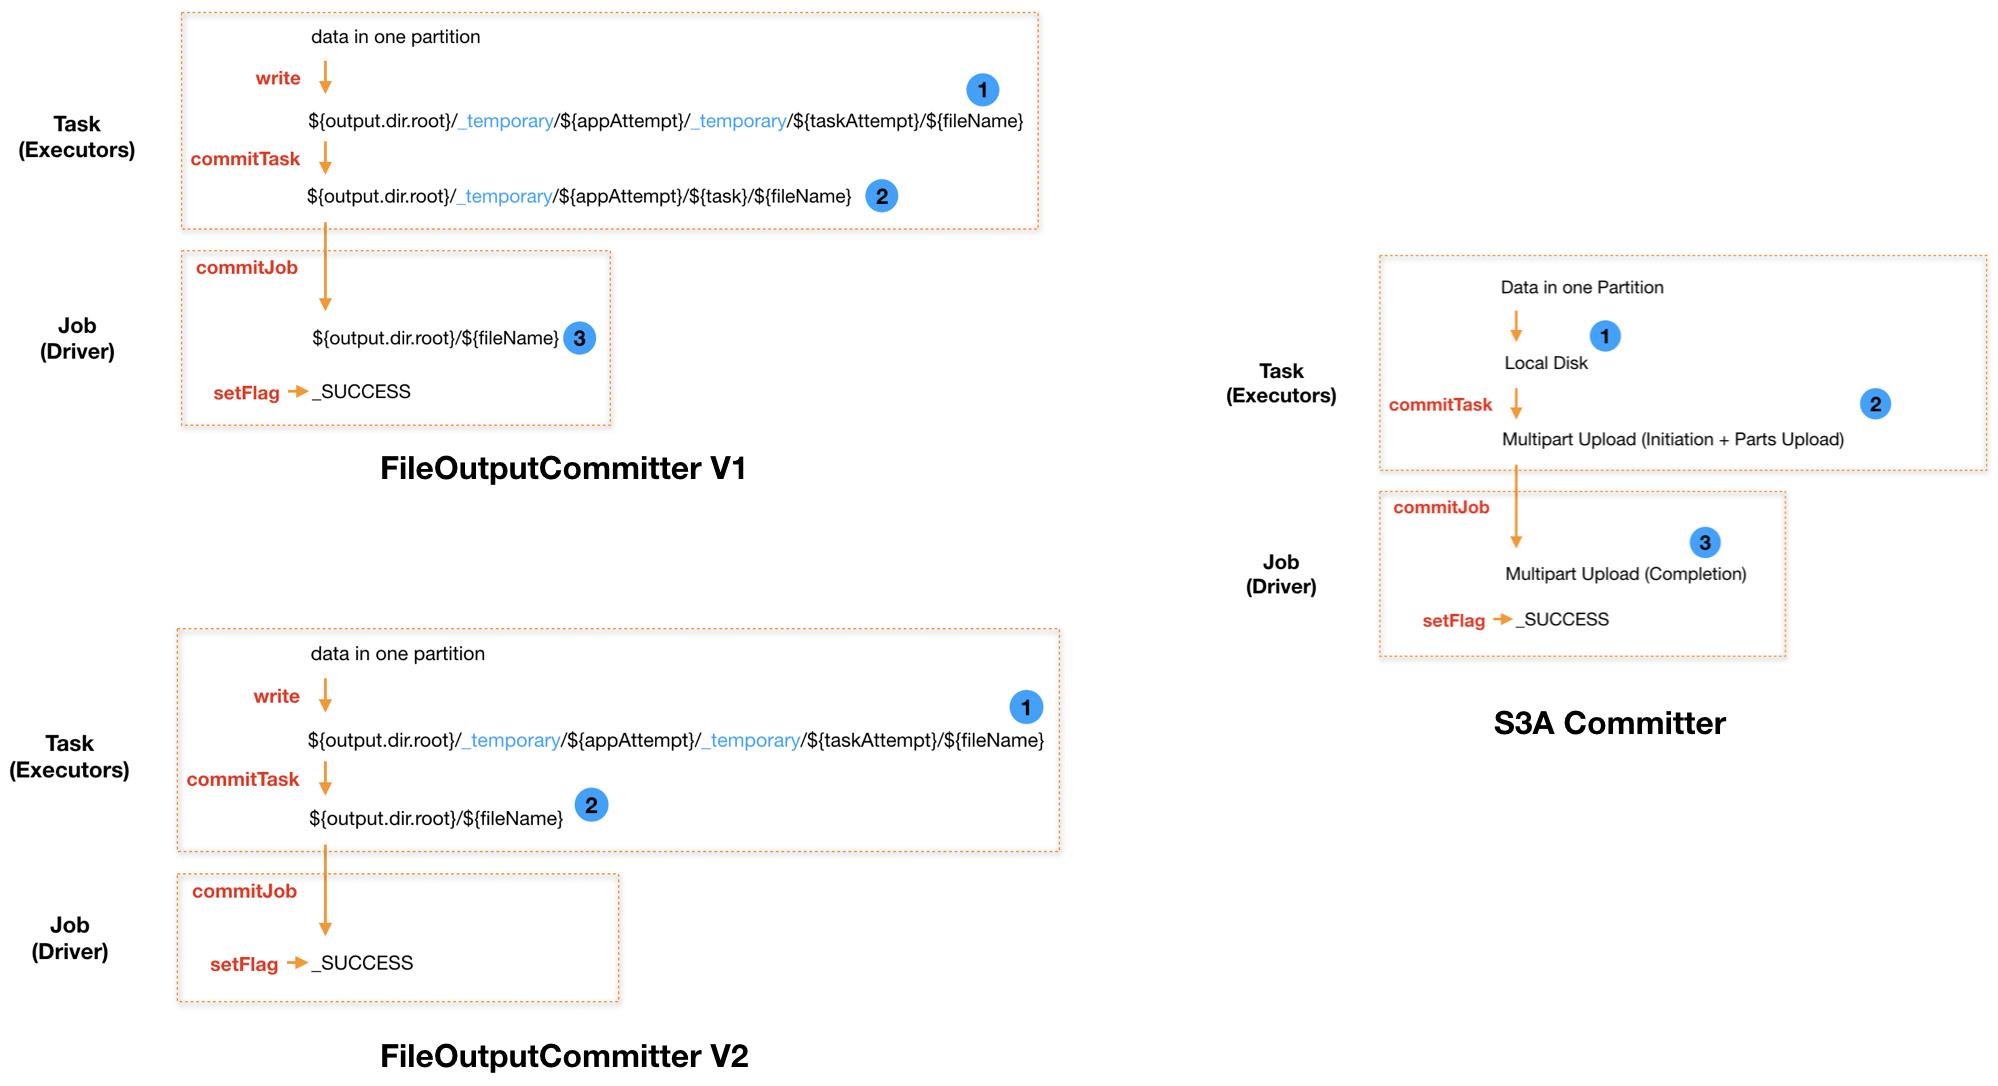 data in one partition
write
1
${output.dir.root}/_temporary/${appAttempt}/_temporary/${taskAttempt}/${fileName}
Task
(Executors)
commitTask
${output.dir.root}/_temporary/${appAttempt}/${task}/${fileName}
2
commitJob
Job
(Driver)
${output.dir.root}/${fileName}
3
setFlag
_SUCCESS
FileOutputCommitter V1
data in one partition
write
1
${output.dir.root}/_temporary/${appAttempt}/_temporary/${taskAttempt}/${fileName}
Task
(Executors)
commitTask
2
${output.dir.root}/${fileName}
commitJob
Job
(Driver)
setFlag
_SUCCESS
FileOutputCommitter V2
Data in one Partition
1
Local Disk
Task
(Executors)
commitTask
2
Multipart Upload (Initiation + Parts Upload)
commitJob
3
Job
(Driver)
Multipart Upload (Completion)
setFlag
_SUCCESS
S3A Committer